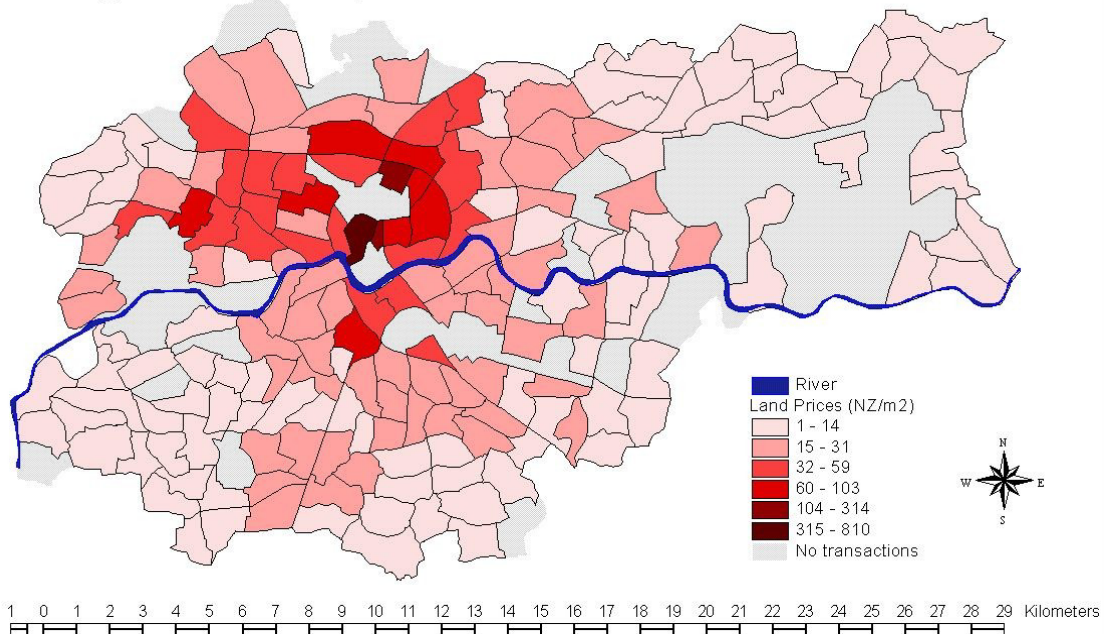 River
Land Prices (NZ/m2)
1 - 14
15 - 31
32 - 59
60 - 103
104 - 314
315 - 810
No transactions
N
W E
S
1 0 1 2 3 4 5 6 7 8 9 10 11 12 13 14 15 16 17 18 19 20 21 22 23 24 25 26 27 28 29 Kilometers